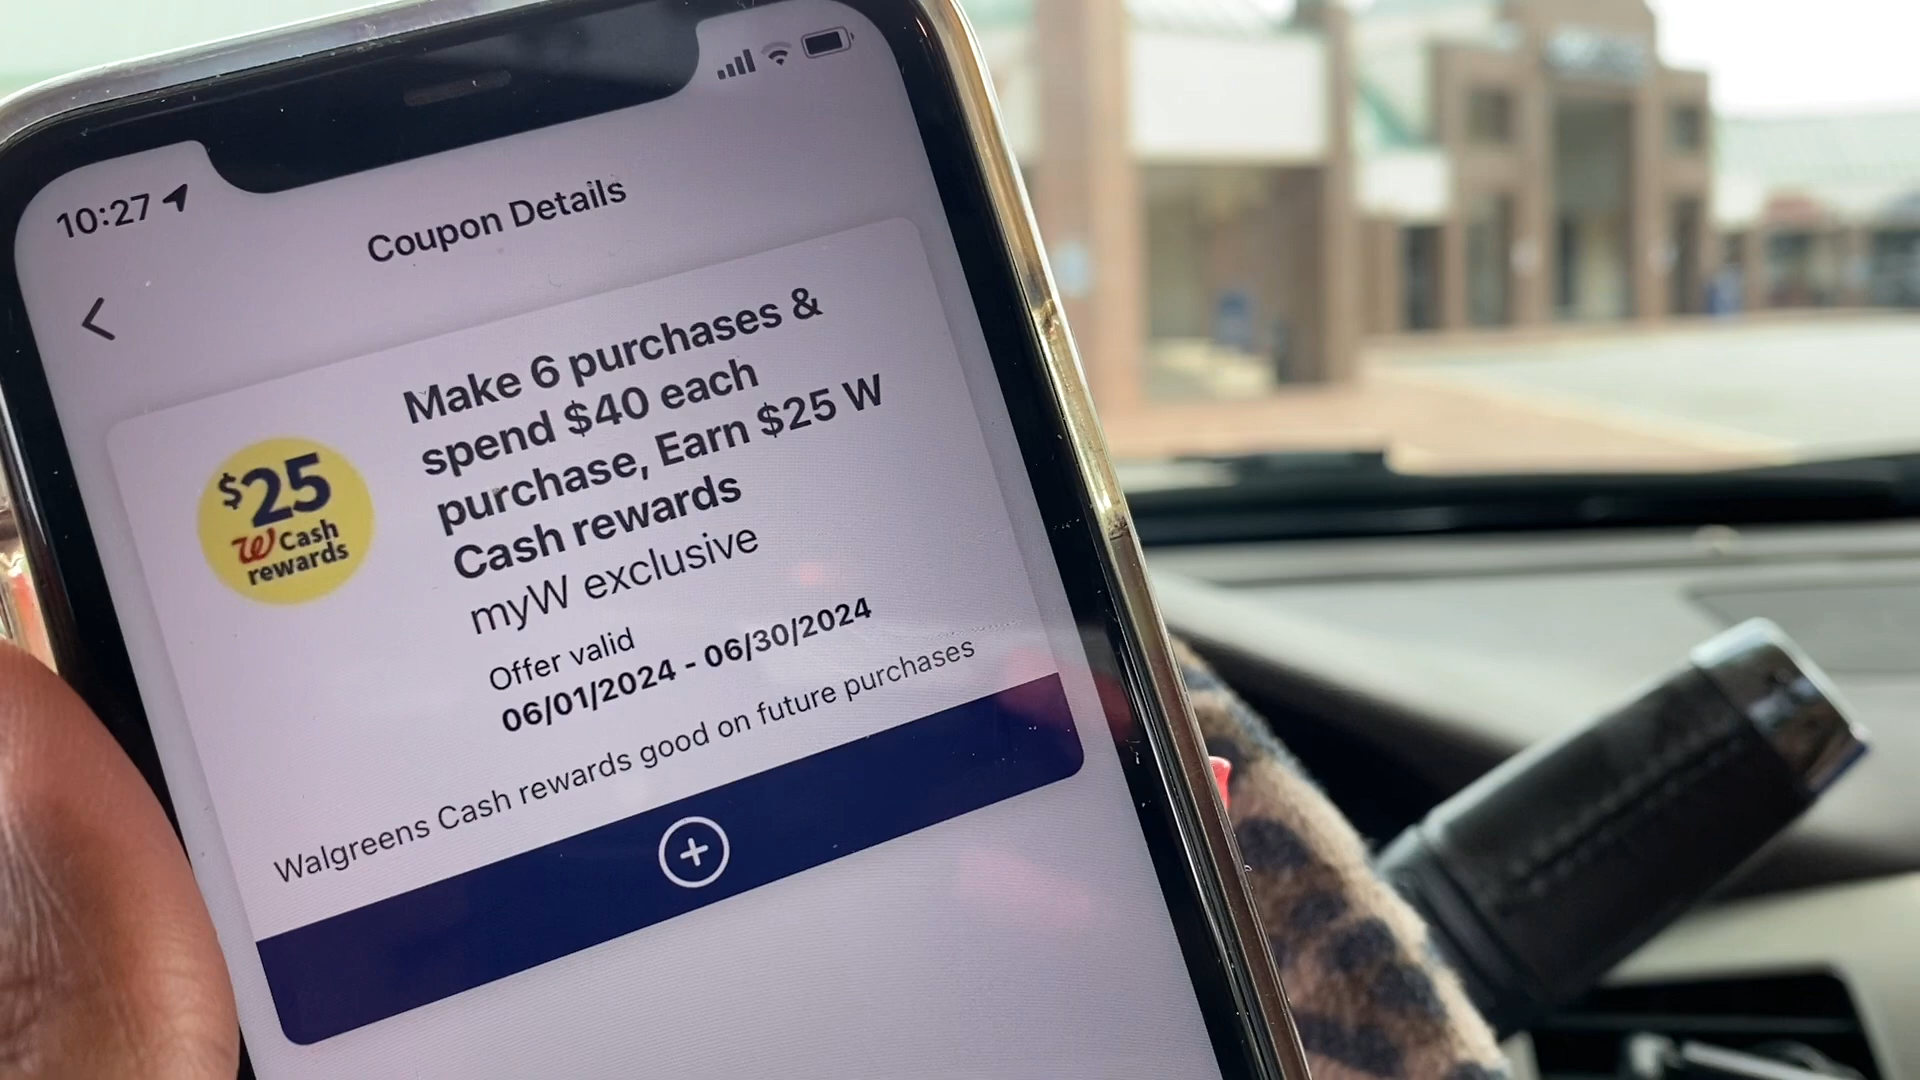 10:27
Coupon Details
$25
W Cash
rewards
Make 6 purchases &
spend $40 each
purchase, Earn $25 W
Cash rewards
myW exclusive
Offer valid
06/01/2024 - 06/30/2024
Walgreens Cash rewards good on future purchases